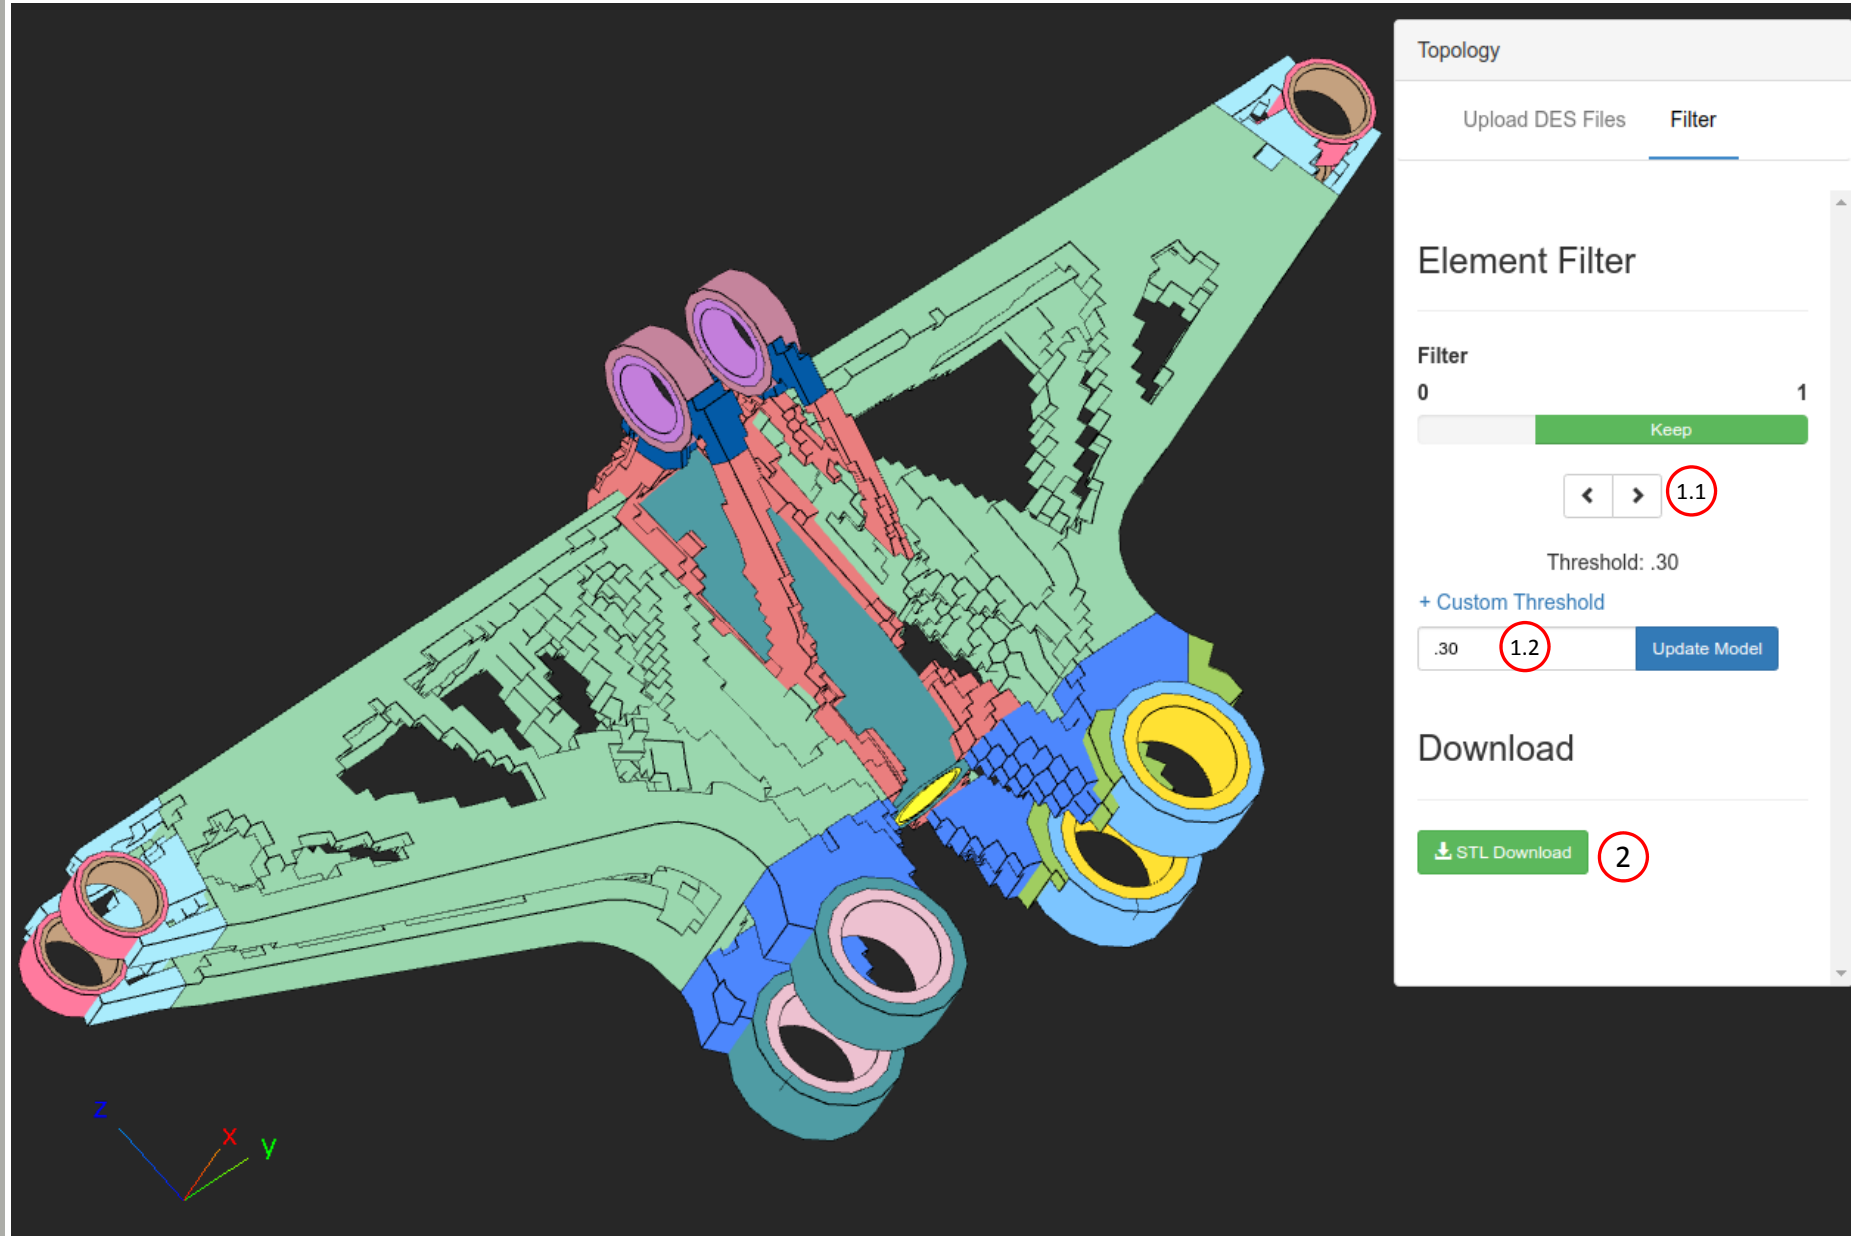 Topology
Upload DES Files Filter
Element Filter
Filter
0 1
Keep
1.1
Threshold: .30
+ Custom Threshold
.30 1.2 Update Model
Download
STL Download 2
z x y